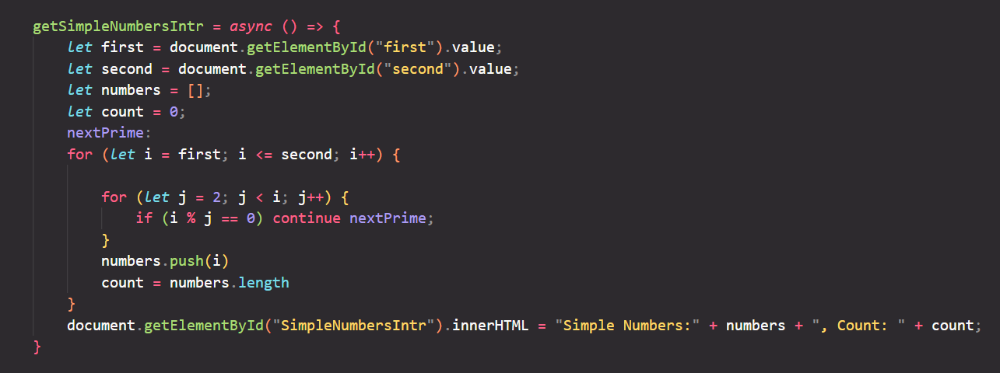 getSimpleNumbersIntr = async () => {
let first = document.getElementById("first").value;
let second = document.getElementById("second").value;
let numbers = [];
let count = 0;
nextPrime:
for (let i = first; i <= second; i++) {
for (let j = 2; j < i; j++) {
if (i % j == 0) continue nextPrime;
}
numbers.push(i)
count = numbers.length
}
document.getElementById("SimpleNumbersIntr").innerHTML = "Simple Numbers:" + numbers + ", Count: " + count;
}